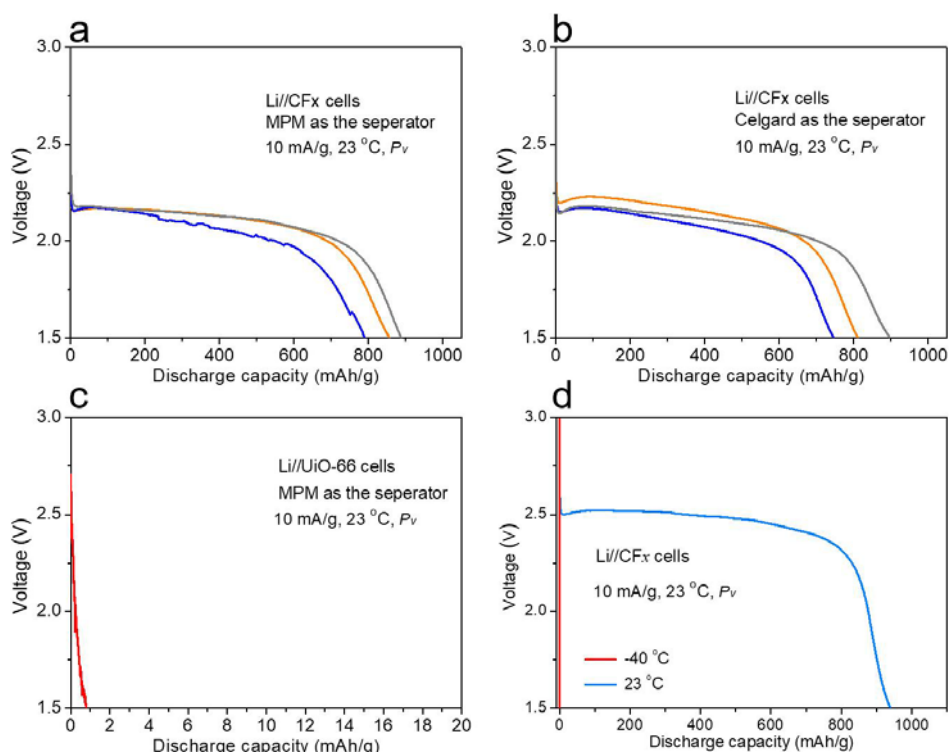 a
3.0
2.5
2.0
1.5
Voltage (V)
Li//CFx cells
MPM as the seperator
10 mA/g, 23 °C, Pv
0 200 400 600 800 1000
Discharge capacity (mAh/g)
b
3.0
2.5
2.0
1.5
Voltage (V)
Li//CFx cells
Celgard as the seperator
10 mA/g, 23 °C, Pv
0 200 400 600 800 1000
Discharge capacity (mAh/g)
c
3.0
2.5
2.0
1.5
Voltage (V)
Li//UiO-66 cells
MPM as the seperator
10 mA/g, 23 °C, Pv
0 2 4 6 8 10 12 14 16 18 20
Discharge capacity (mAh/g)
d
3.0
2.5
2.0
1.5
Voltage (V)
Li//CFx cells
10 mA/g, 23 °C, Pv
-40 °C
23 °C
0 200 400 600 800 1000
Discharge capacity (mAh/g)